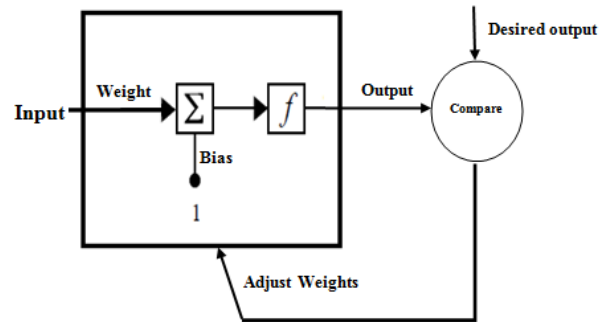 Desired output
Weight
Output
Input
Σ
f
Compare
Bias
1
Adjust Weights